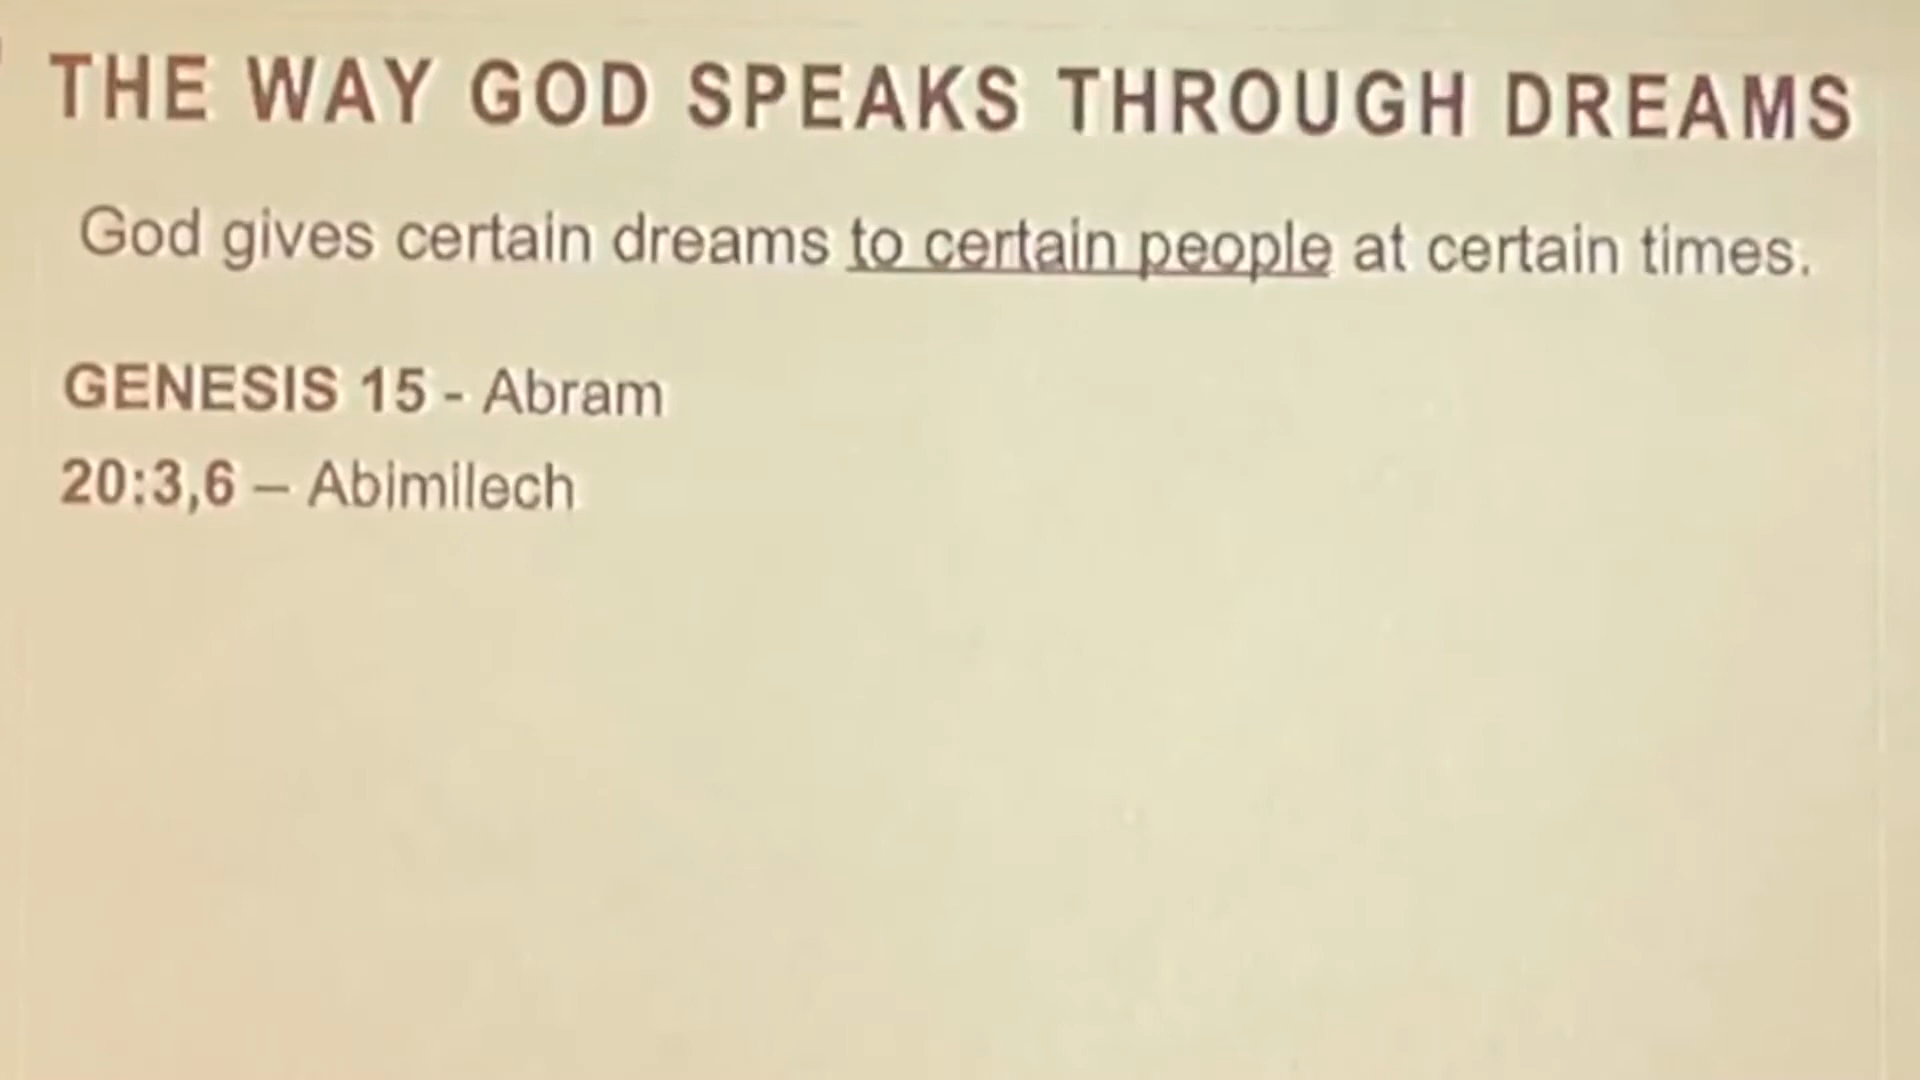 THE WAY GOD SPEAKS THROUGH DREAMS
God gives certain dreams to certain people at certain times.
GENESIS 15 - Abram
20:3,6 – Abimilech